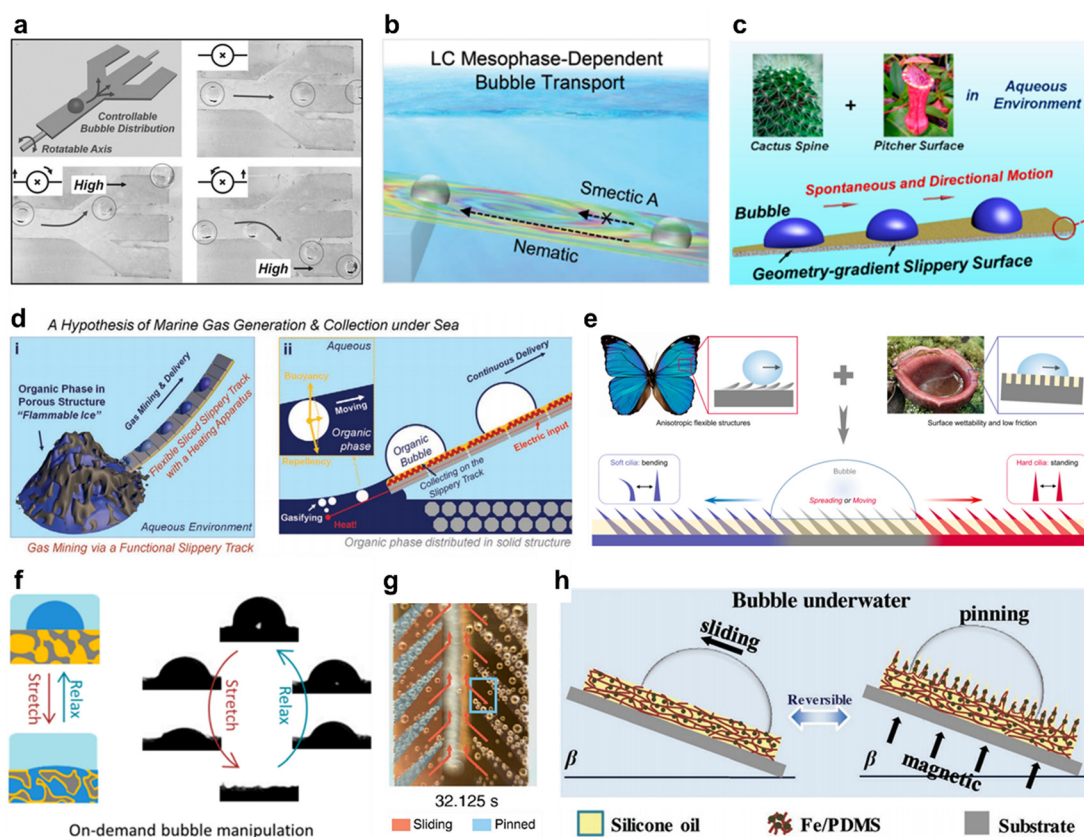 a
Controllable
Bubble Distribution
Rotatable Axis
High
High
b
LC Mesophase-Dependent
Bubble Transport
Smectic A
Nematic
c
Cactus Spine
+
Pitcher Surface
in Aqueous
Environment
Spontaneous and Directional Motion
Bubble
Geometry-gradient Slippery Surface
d
A Hypothesis of Marine Gas Generation & Collection under Sea
i
Organic Phase in
Porous Structure
"Flammable Ice"
Gas Mining & Delivery
Flexible Sliced Slippery Track
with a Heating Apparatus
Aqueous Environment
Gas Mining via a Functional Slippery Track
ii
Aqueous
Buoyancy
Moving
Organic
phase
Repellency
Continuous Delivery
Organic
Bubble
Electric input
Collecting on the
Slippery Track
Gasifying
Heat!
Organic phase distributed in solid structure
e
Anisotropic flexible structures
Surface wettability and low friction
Soft cilia: bending
Bubble
Spreading or Moving
Hard cilia: standing
f
Stretch
Relax
Stretch
Relax
On-demand bubble manipulation
g
32.125 s
Sliding
Pinned
h
Bubble underwater
sliding
pinning
Reversible
β
β
magnetic
Silicone oil
Fe/PDMS
Substrate